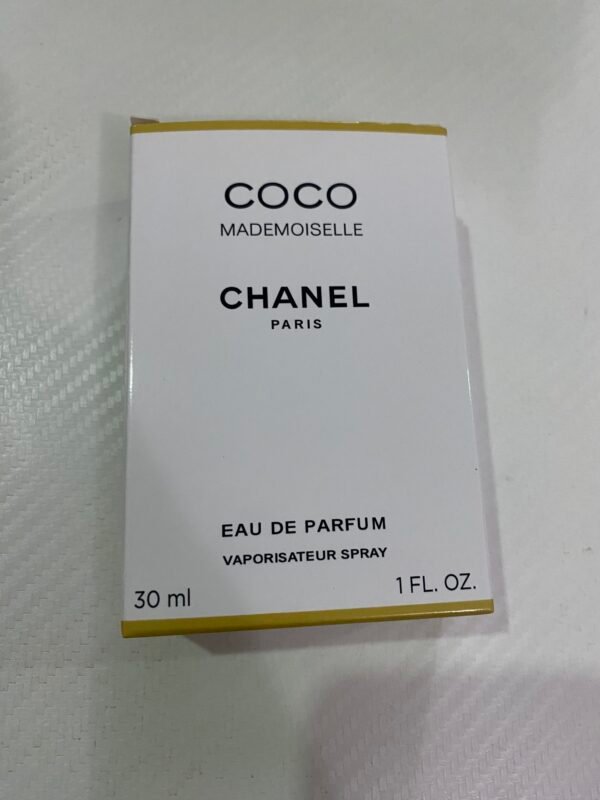 COCO
MADEMOISELLE
CHANEL
PARIS
EAU DE PARFUM
VAPORISATEUR SPRAY
30 ml
1 FL. OZ.